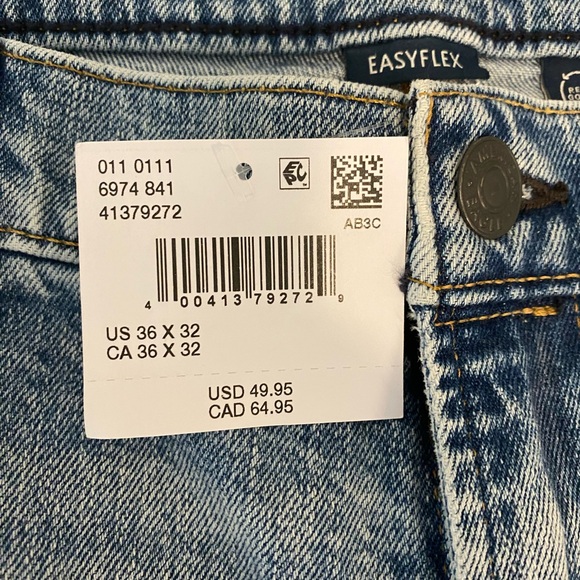 EASYFLEX
011 0111
6974 841
41379272
AB3C
4 00413 79272 9
US 36 X 32
CA 36 X 32
USD 49.95
CAD 64.95